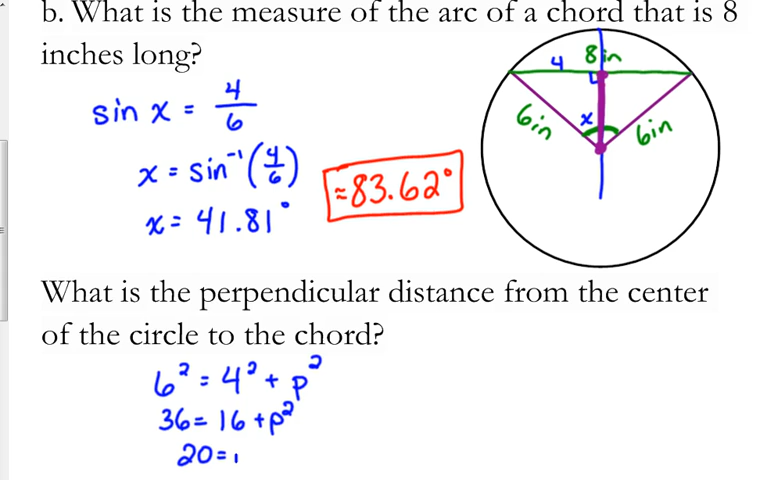 b. What is the measure of the arc of a chord that is 8
inches long?
sin x = 4/6
x = sin⁻¹(4/6)
x = 41.81°
≈83.62°
4 8in
6in x 6in
What is the perpendicular distance from the center
of the circle to the chord?
6² = 4² + p²
36 = 16 + p²
20 =